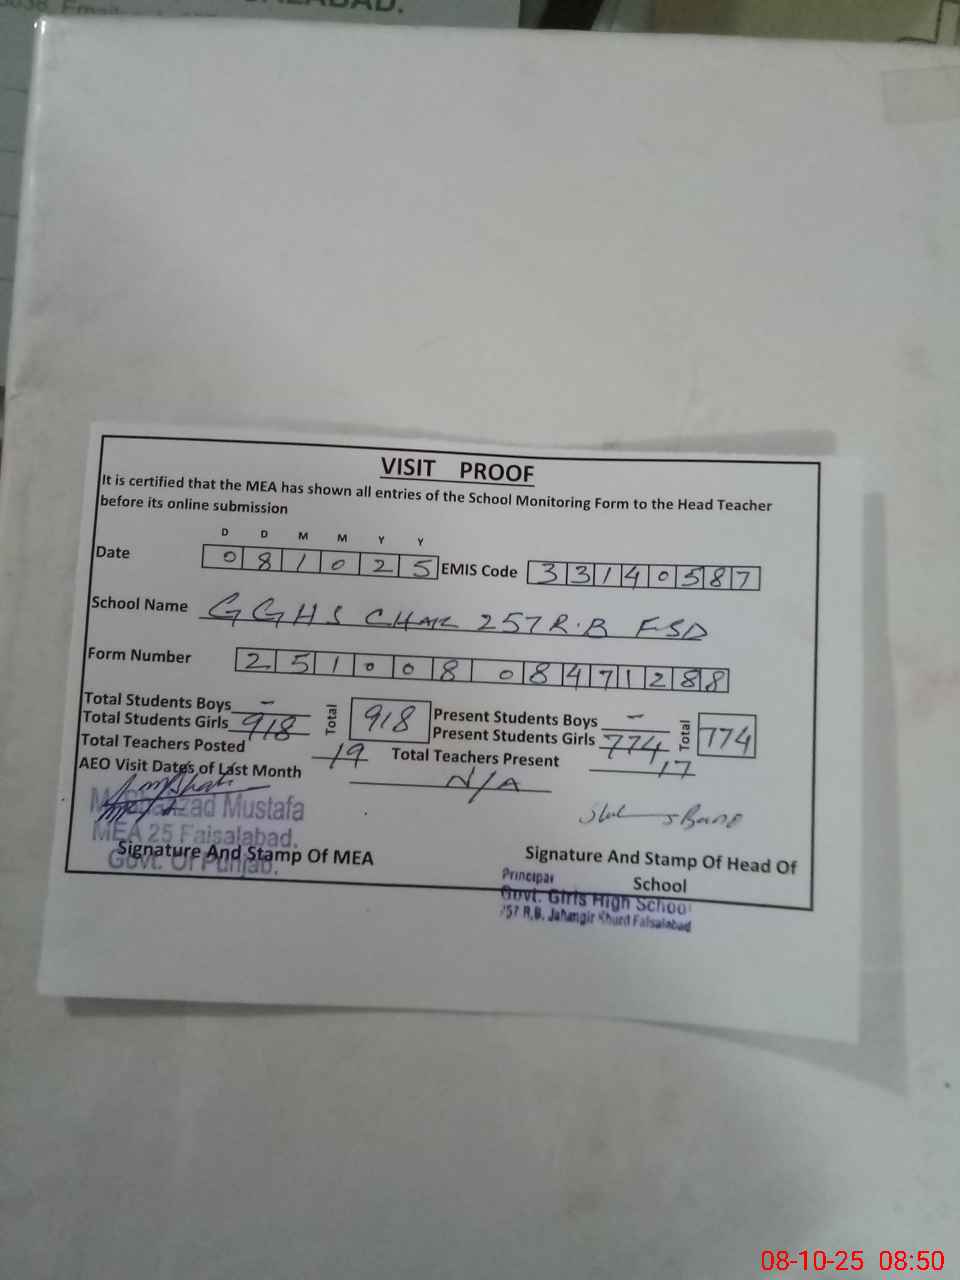 VISIT PROOF
It is certified that the MEA has shown all entries of the School Monitoring Form to the Head Teacher
before its online submission
D D M M Y Y
Date 0 8 1 0 2 5 EMIS Code 3 3 1 4 0 5 8 7
School Name GGHS CHAK 257 R.B FSD
Form Number 2 5 1 0 0 8 0 8 4 7 1 2 8 8
Total Students Boys - Total 918 Present Students Boys - Total 774
Total Students Girls 918 Present Students Girls 774
Total Teachers Posted 19 Total Teachers Present 17
AEO Visit Dates of Last Month N/A
Mustafa
MEA 25 Faisalabad.
Govt. Of Punjab.
Signature And Stamp Of MEA
Signature And Stamp Of Head Of
School
Principal
Govt. Girls High School
257 R.B. Jahangir Khurd Faisalabad
08-10-25 08:50